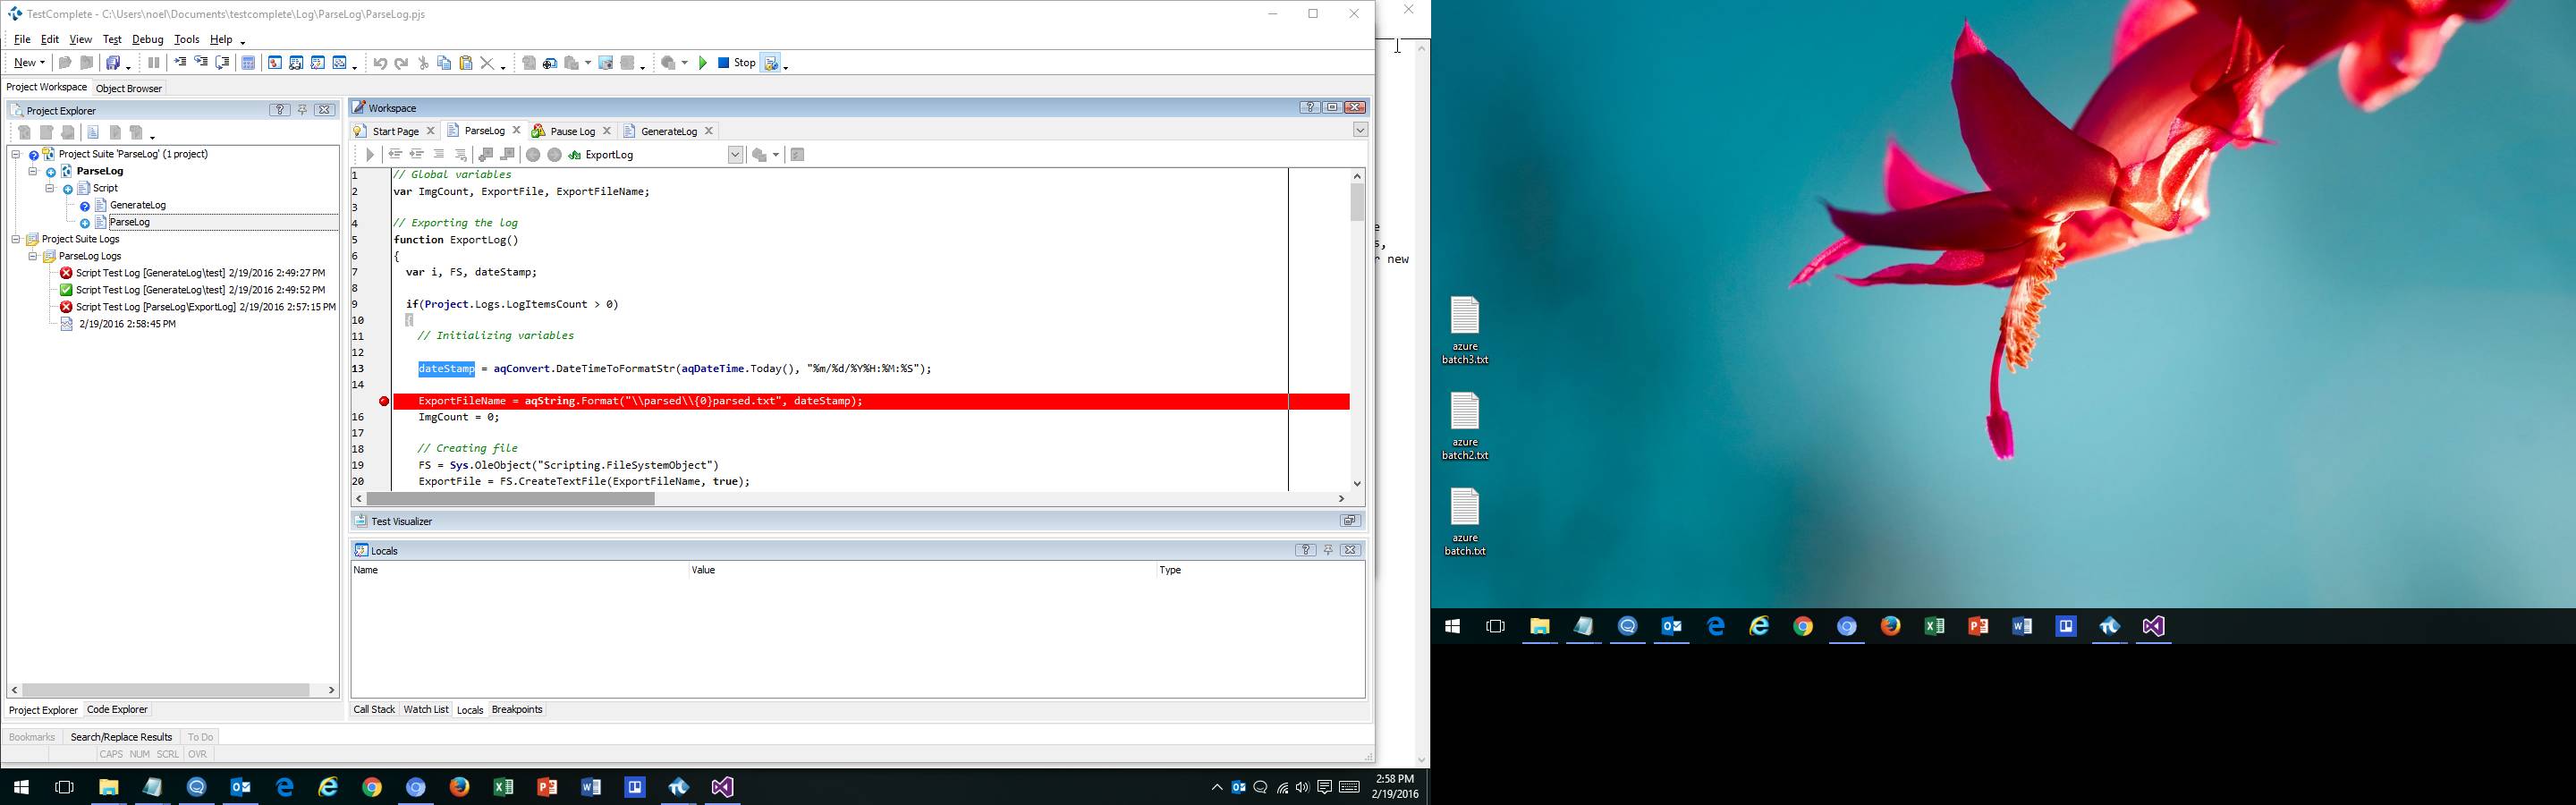 TestComplete - C:\Users\noel\Documents\testcomplete\Log\ParseLog\ParseLog.pjs
File Edit View Test Debug Tools Help
New
Stop
Project Workspace Object Browser
Project Explorer
Project Suite 'ParseLog' (1 project)
ParseLog
Script
GenerateLog
ParseLog
Project Suite Logs
ParseLog Logs
Script Test Log [GenerateLog\test] 2/19/2016 2:49:27 PM
Script Test Log [GenerateLog\test] 2/19/2016 2:49:52 PM
Script Test Log [ParseLog\ExportLog] 2/19/2016 2:57:15 PM
2/19/2016 2:58:45 PM
Project Explorer Code Explorer
Workspace
Start Page ParseLog Pause Log GenerateLog
ExportLog
1 // Global variables
2 var ImgCount, ExportFile, ExportFileName;
3
4 // Exporting the log
5 function ExportLog()
6 {
7 var i, FS, dateStamp;
8
9 if(Project.Logs.LogItemsCount > 0)
10 {
11 // Initializing variables
12
13 dateStamp = aqConvert.DateTimeToFormatStr(aqDateTime.Today(), "%m/%d/%Y%H:%M:%S");
14
ExportFileName = aqString.Format("\\parsed\\{0}parsed.txt", dateStamp);
16 ImgCount = 0;
17
18 // Creating file
19 FS = Sys.OleObject("Scripting.FileSystemObject")
20 ExportFile = FS.CreateTextFile(ExportFileName, true);
Test Visualizer
Locals
Name Value Type
Call Stack Watch List Locals Breakpoints
Bookmarks Search/Replace Results To Do
CAPS NUM SCRL OVR
e
s,
r new
2:58 PM
2/19/2016
azure
batch3.txt
azure
batch2.txt
azure
batch.txt